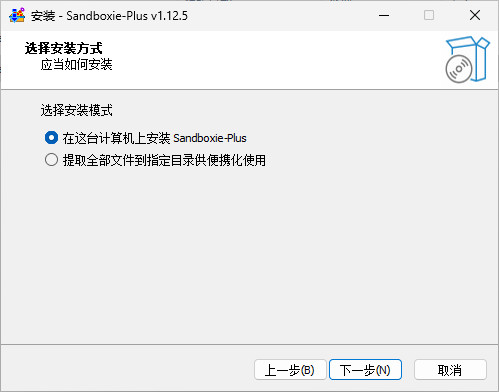 安装 - Sandboxie-Plus v1.12.5
选择安装方式
应当如何安装
选择安装模式
在这台计算机上安装 Sandboxie-Plus
提取全部文件到指定目录供便携化使用
上一步(B) 下一步(N) 取消